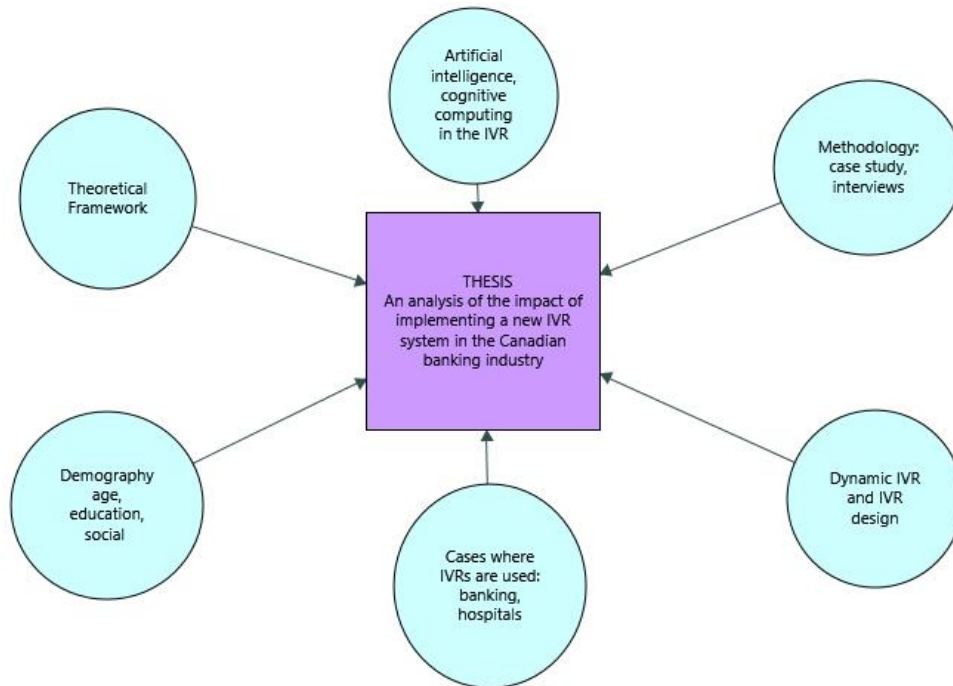 Artificial
intelligence,
cognitive
computing
in the IVR
Theoretical
Framework
Methodology:
case study,
interviews
THESIS
An analysis of the impact of
implementing a new IVR
system in the Canadian
banking industry
Demography
age,
education,
social
Cases where
IVRs are used:
banking,
hospitals
Dynamic IVR
and IVR
design